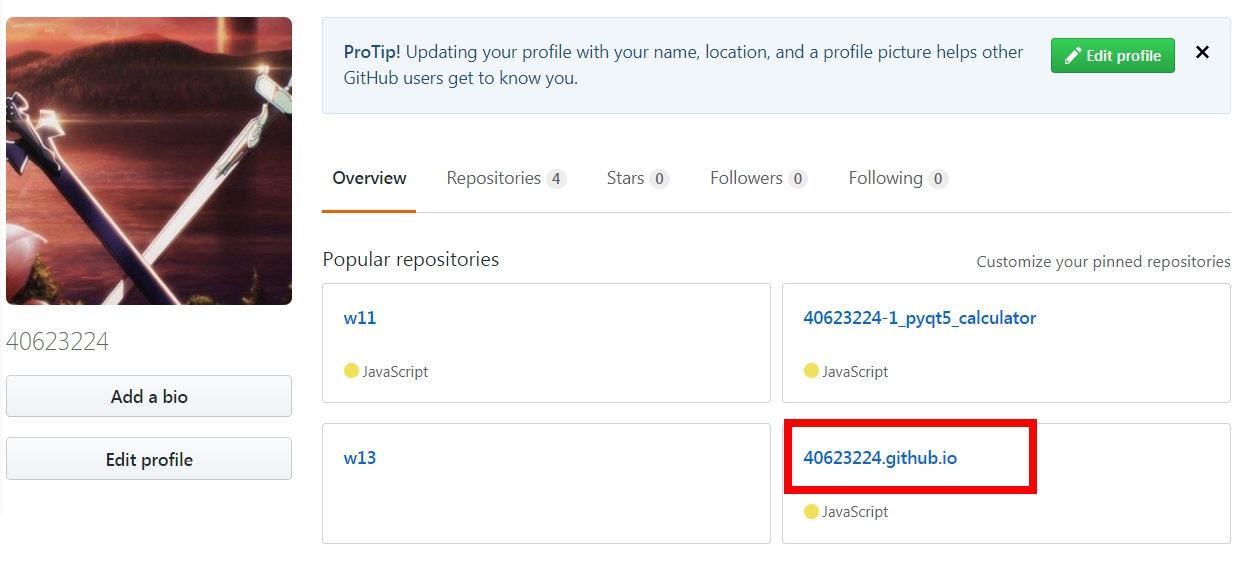 ProTip! Updating your profile with your name, location, and a profile picture helps other
GitHub users get to know you.
Edit profile
Overview
Repositories 4
Stars 0
Followers 0
Following 0
Popular repositories
Customize your pinned repositories
w11
JavaScript
40623224-1_pyqt5_calculator
JavaScript
w13
40623224.github.io
JavaScript
40623224
Add a bio
Edit profile